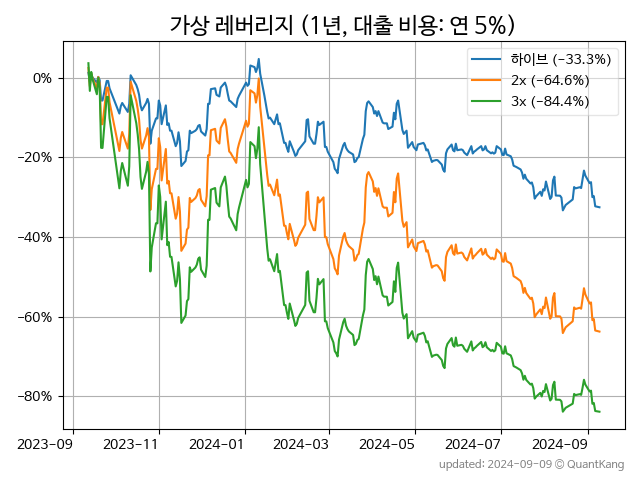 가상 레버리지 (1년, 대출 비용: 연 5%)
하이브 (−33.3%)
2x (−64.6%)
3x (−84.4%)
0%
−20%
−40%
−60%
−80%
2023−09 2023−11 2024−01 2024−03 2024−05 2024−07 2024−09
updated: 2024−09−09 © QuantKang